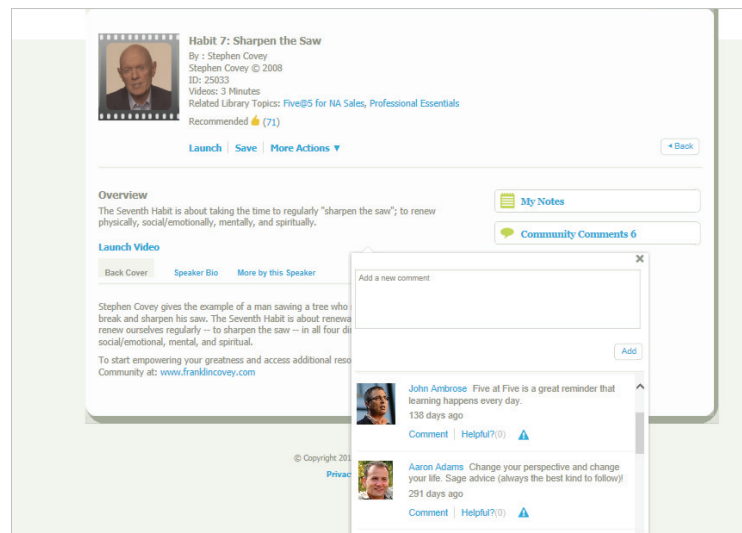 Habit 7: Sharpen the Saw
By : Stephen Covey
Stephen Covey © 2008
ID: 25033
Videos: 3 Minutes
Related Library Topics: Five@5 for NA Sales, Professional Essentials
Recommended (71)
Launch | Save | More Actions ▼
Back
Overview
The Seventh Habit is about taking the time to regularly "sharpen the saw"; to renew
physically, social/emotionally, mentally, and spiritually.
Launch Video
My Notes
Community Comments 6
Back Cover
Speaker Bio
More by this Speaker
Stephen Covey gives the example of a man sawing a tree who
break and sharpen his saw. The Seventh Habit is about
renew ourselves regularly -- to sharpen the saw -- in all four
social/emotional, mental, and spiritual.
To start empowering your greatness and access additional
Community at: www.franklincovey.com
Add a new comment
Add
John Ambrose Five at Five is a great reminder that
learning happens every day.
138 days ago
Comment | Helpful?(0)
Aaron Adams Change your perspective and change
your life. Sage advice (always the best kind to follow)!
291 days ago
Comment | Helpful?(0)
© Copyright